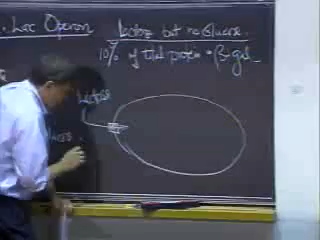 . Lac Operon
Lactose but no Glucose.
10% of total protein = β-gal
Lactose